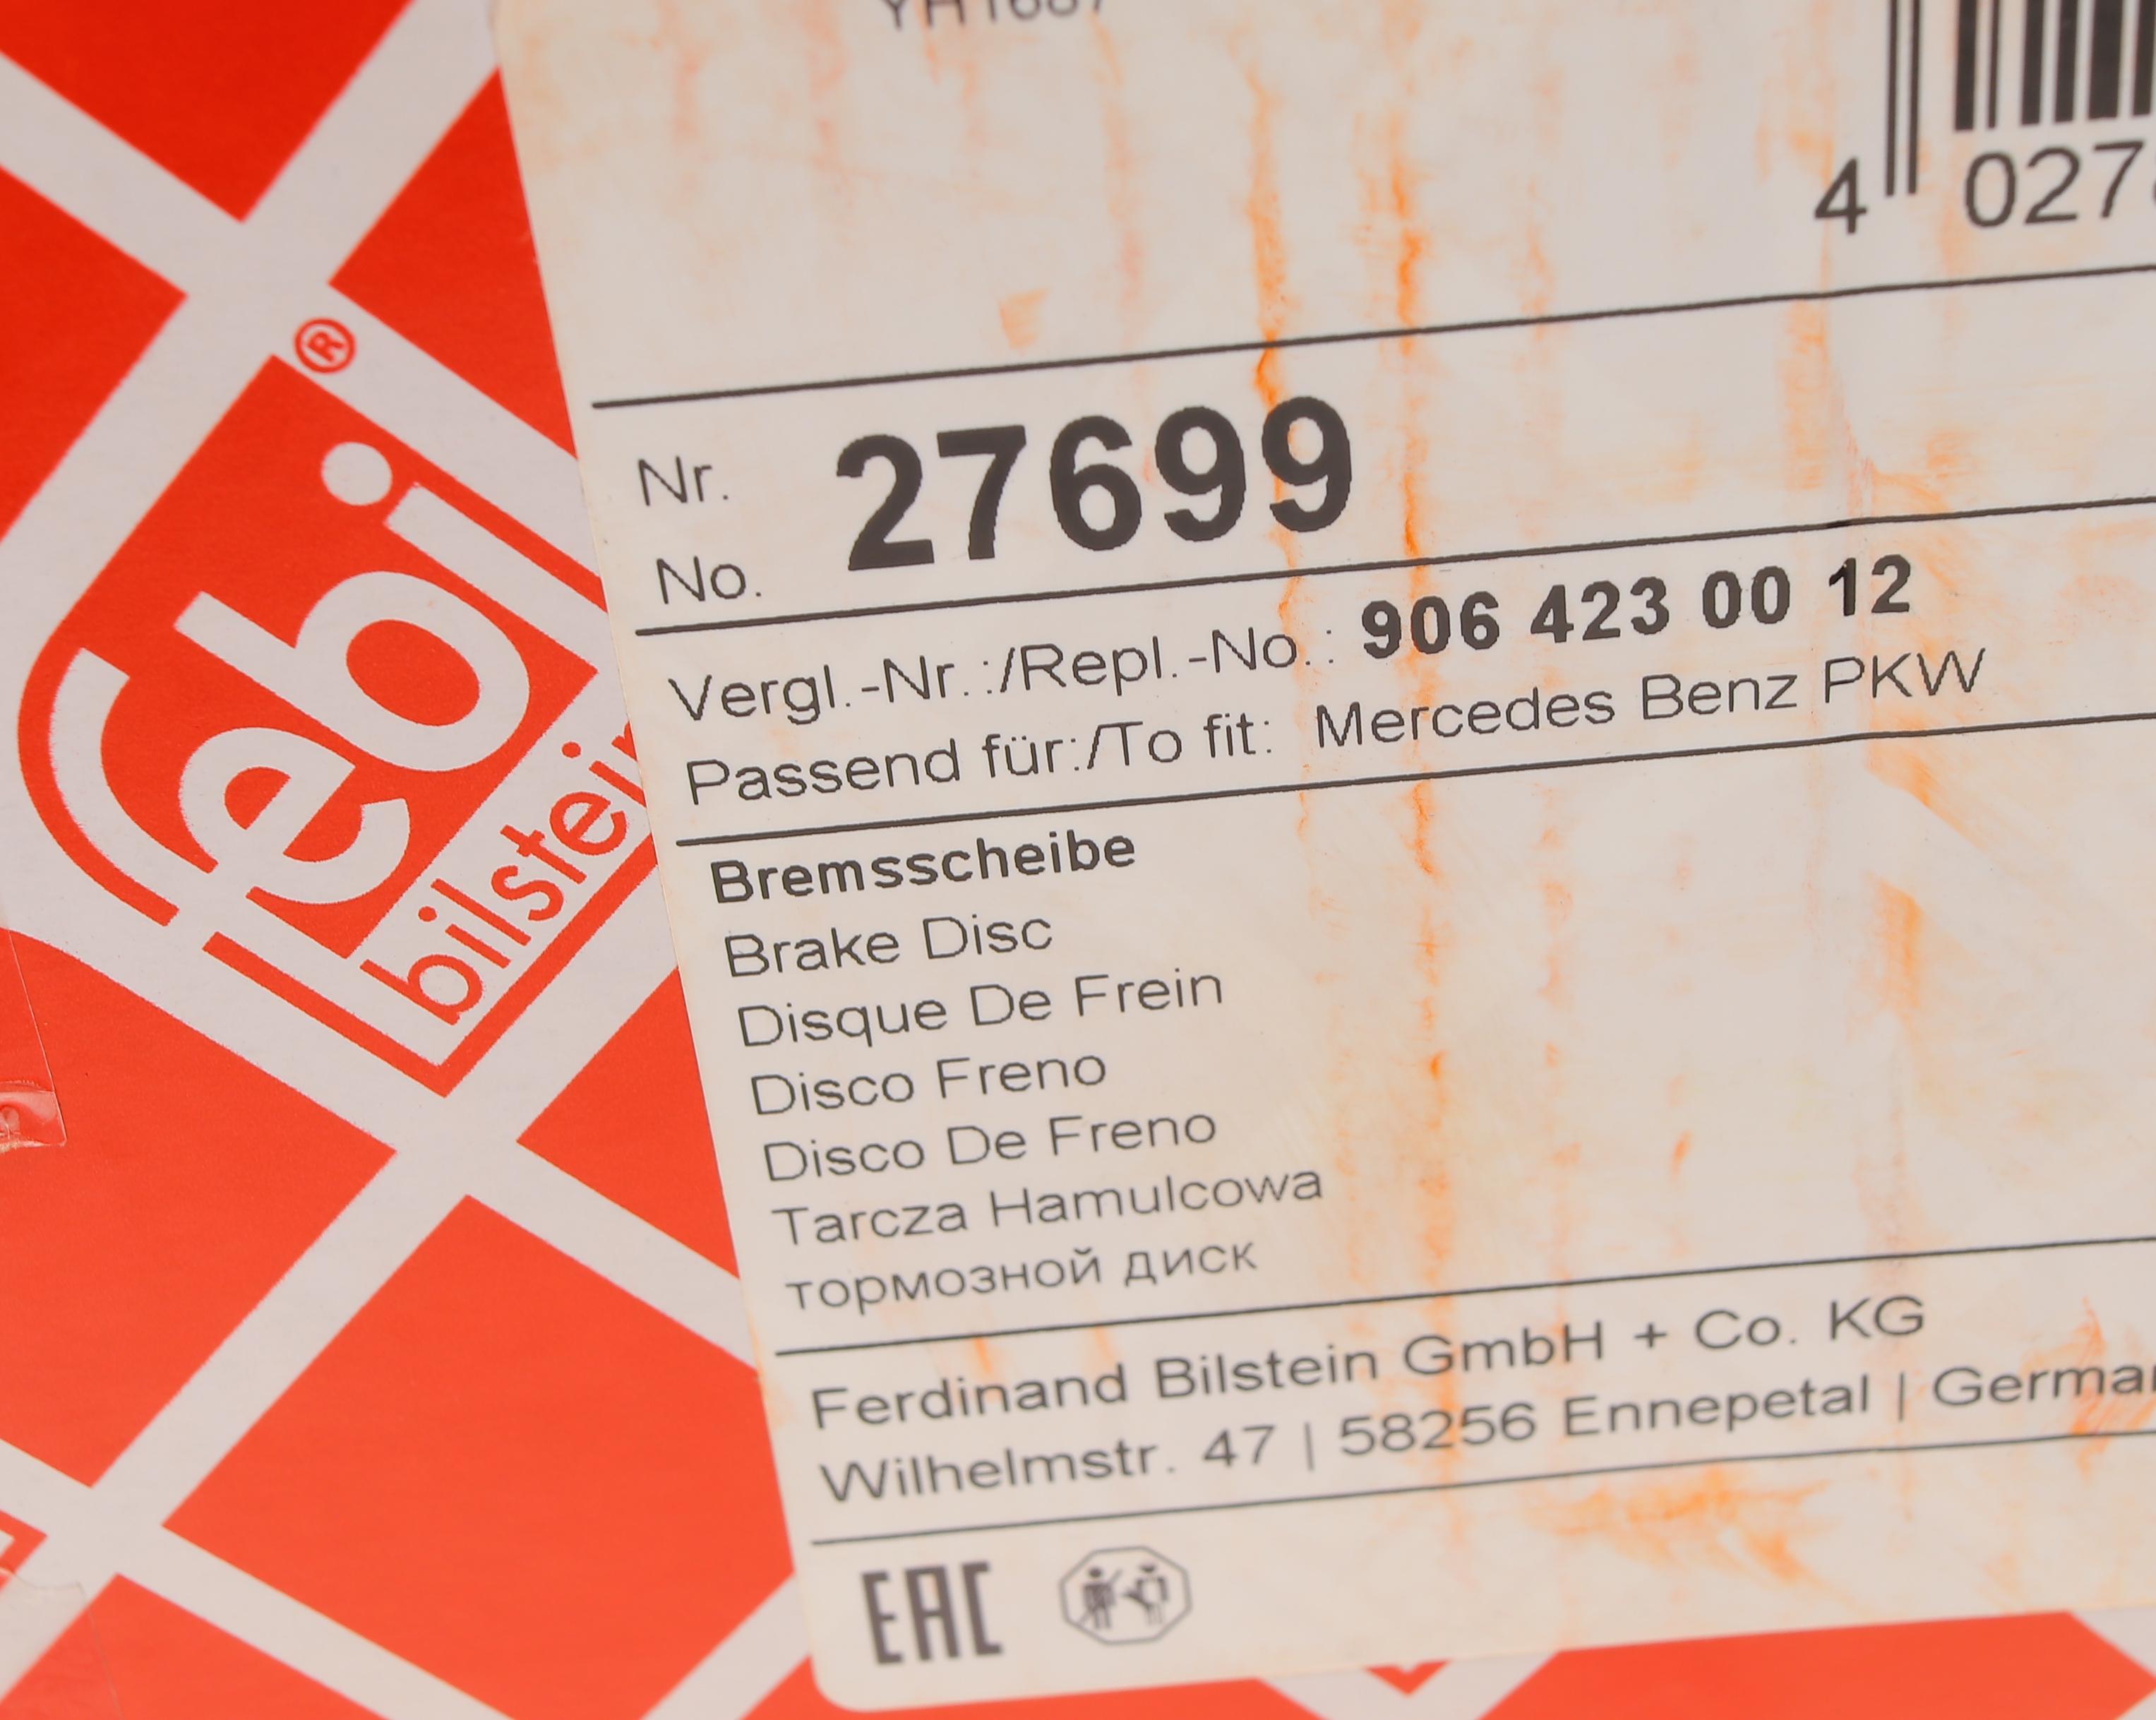 4 027
Nr.
No. 27699
Vergl.-Nr.:/Repl.-No.: 906 423 00 12
Passend für:/To fit: Mercedes Benz PKW
Bremsscheibe
Brake Disc
Disque De Frein
Disco Freno
Disco De Freno
Tarcza Hamulcowa
тормозной диск
Ferdinand Bilstein GmbH + Co. KG
Wilhelmstr. 47 | 58256 Ennepetal | German
EAC
febi®
bilstein